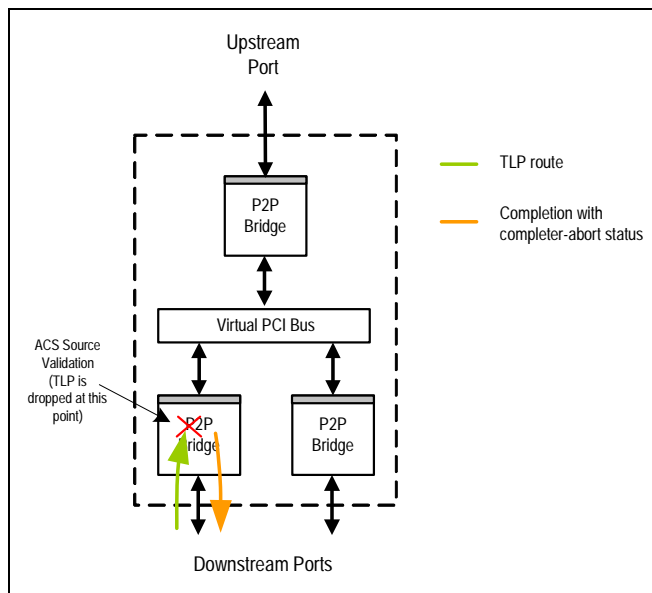 Upstream
Port
TLP route
P2P
Bridge
Completion with
completer-abort status
Virtual PCI Bus
ACS Source
Validation
(TLP is
dropped at this
point)
P2P
Bridge
P2P
Bridge
Downstream Ports